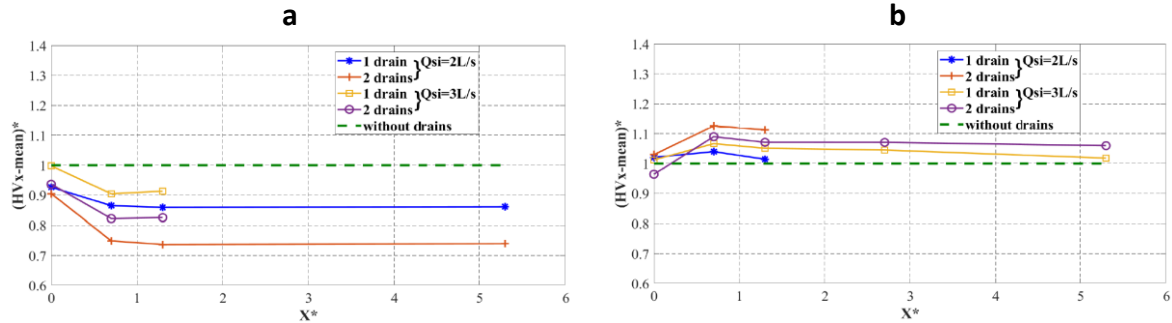 a
1.4
1.3
1.2
1.1
1
0.9
0.8
0.7
0.6
(HVx-mean)*
0
1
2
3
4
5
6
X*
1 drain
2 drains
}Qsi=2L/s
1 drain
2 drains
}Qsi=3L/s
without drains
b
1.4
1.3
1.2
1.1
1
0.9
0.8
0.7
0.6
(HVx-mean)*
0
1
2
3
4
5
6
X*
1 drain
2 drains
}Qsi=2L/s
1 drain
2 drains
}Qsi=3L/s
without drains